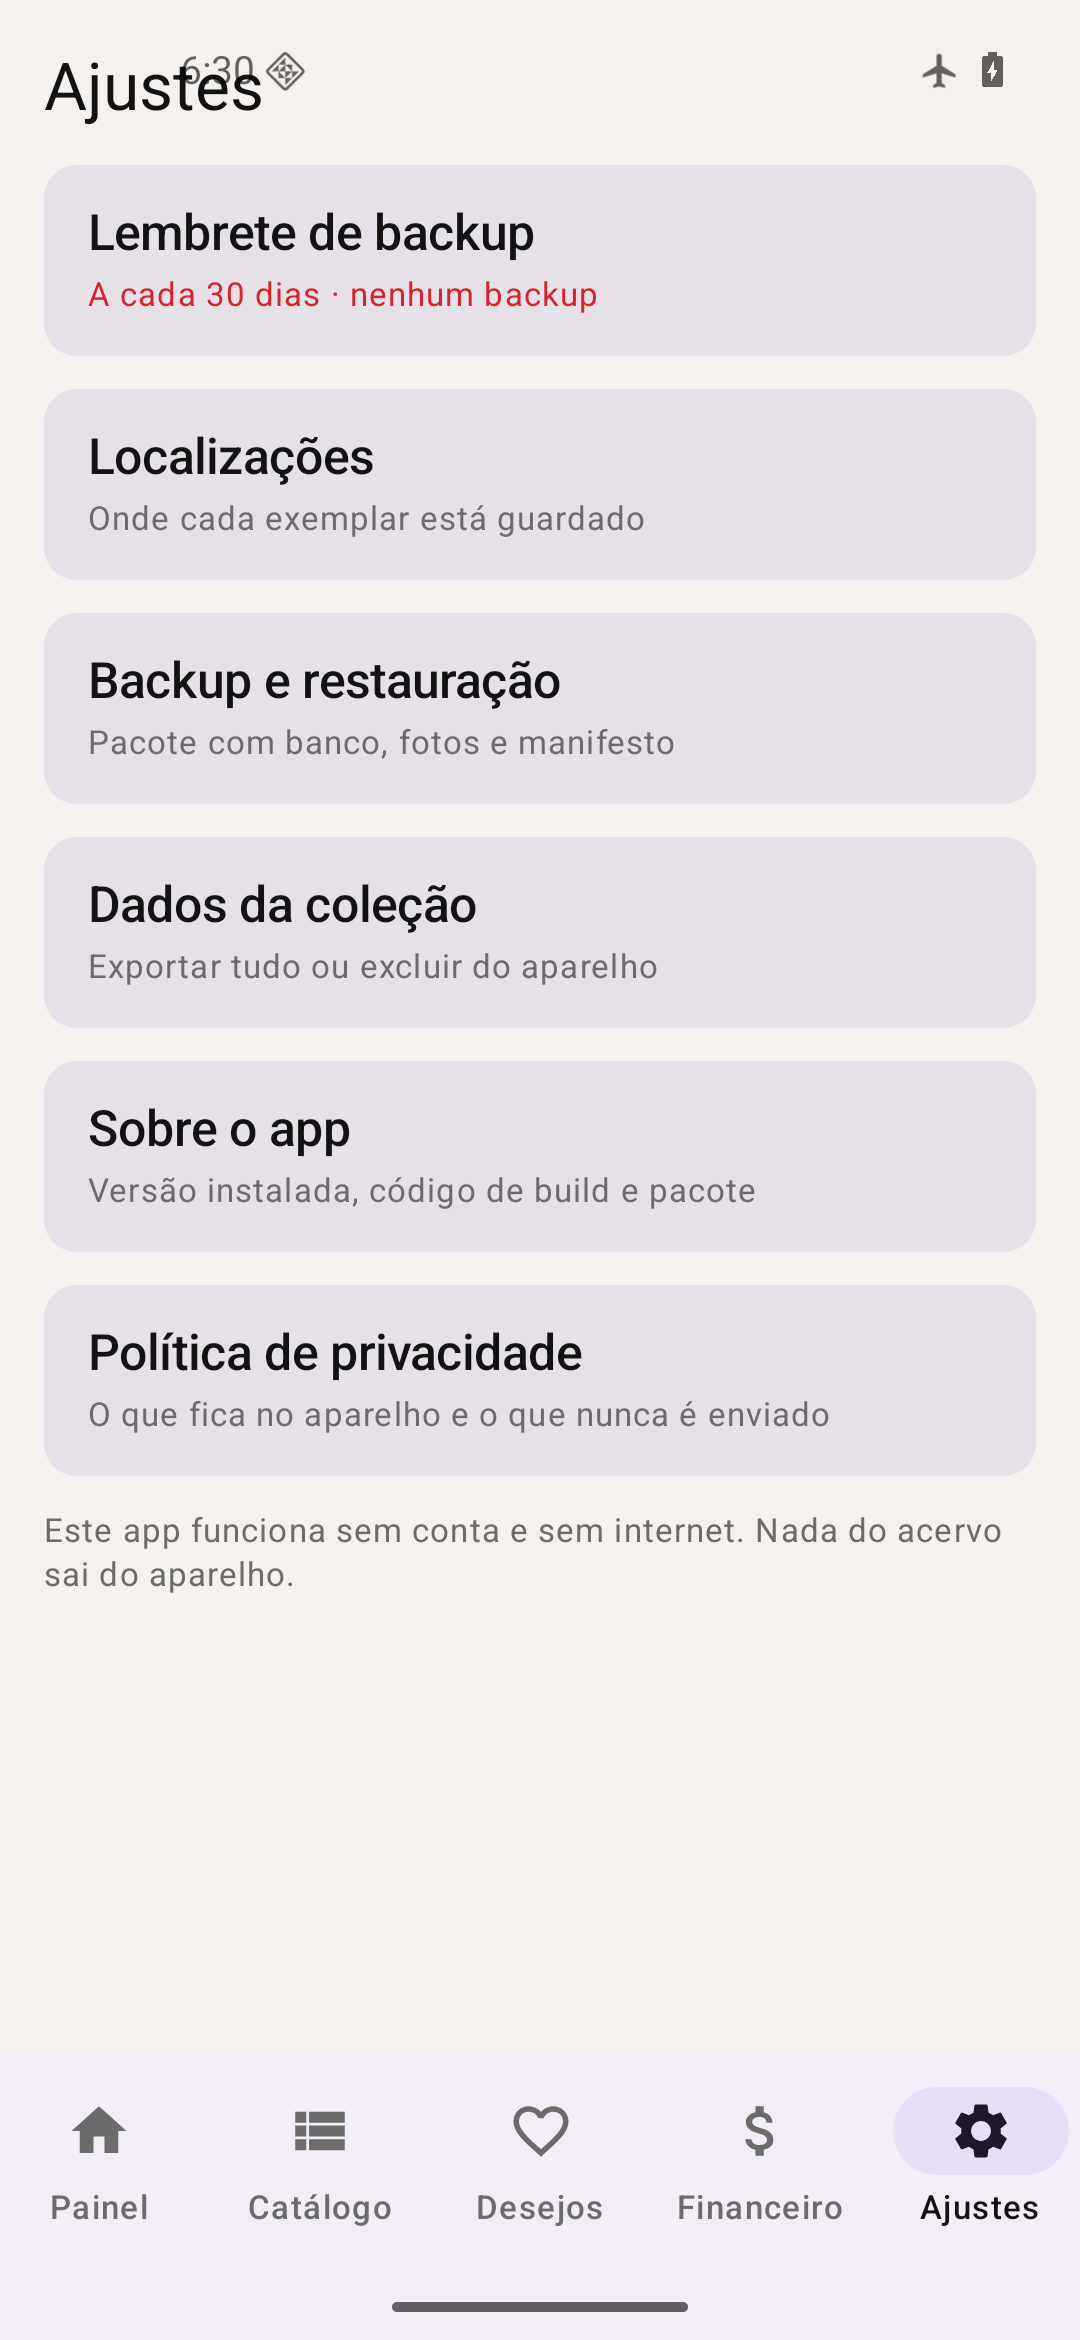 6:30
Ajustes
Lembrete de backup
A cada 30 dias · nenhum backup
Localizações
Onde cada exemplar está guardado
Backup e restauração
Pacote com banco, fotos e manifesto
Dados da coleção
Exportar tudo ou excluir do aparelho
Sobre o app
Versão instalada, código de build e pacote
Política de privacidade
O que fica no aparelho e o que nunca é enviado
Este app funciona sem conta e sem internet. Nada do acervo
sai do aparelho.
Painel
Catálogo
Desejos
Financeiro
Ajustes